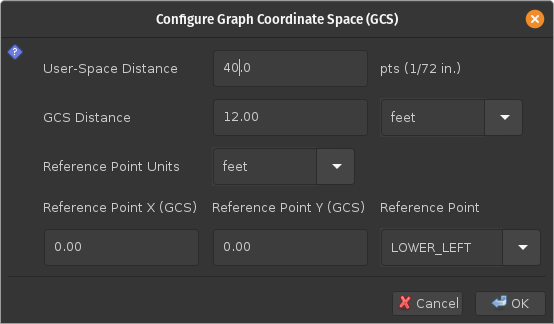 Configure Graph Coordinate Space (GCS)
?
User-Space Distance 40.0 pts (1/72 in.)
GCS Distance 12.00 feet
Reference Point Units feet
Reference Point X (GCS) Reference Point Y (GCS) Reference Point
0.00 0.00 LOWER_LEFT
Cancel OK